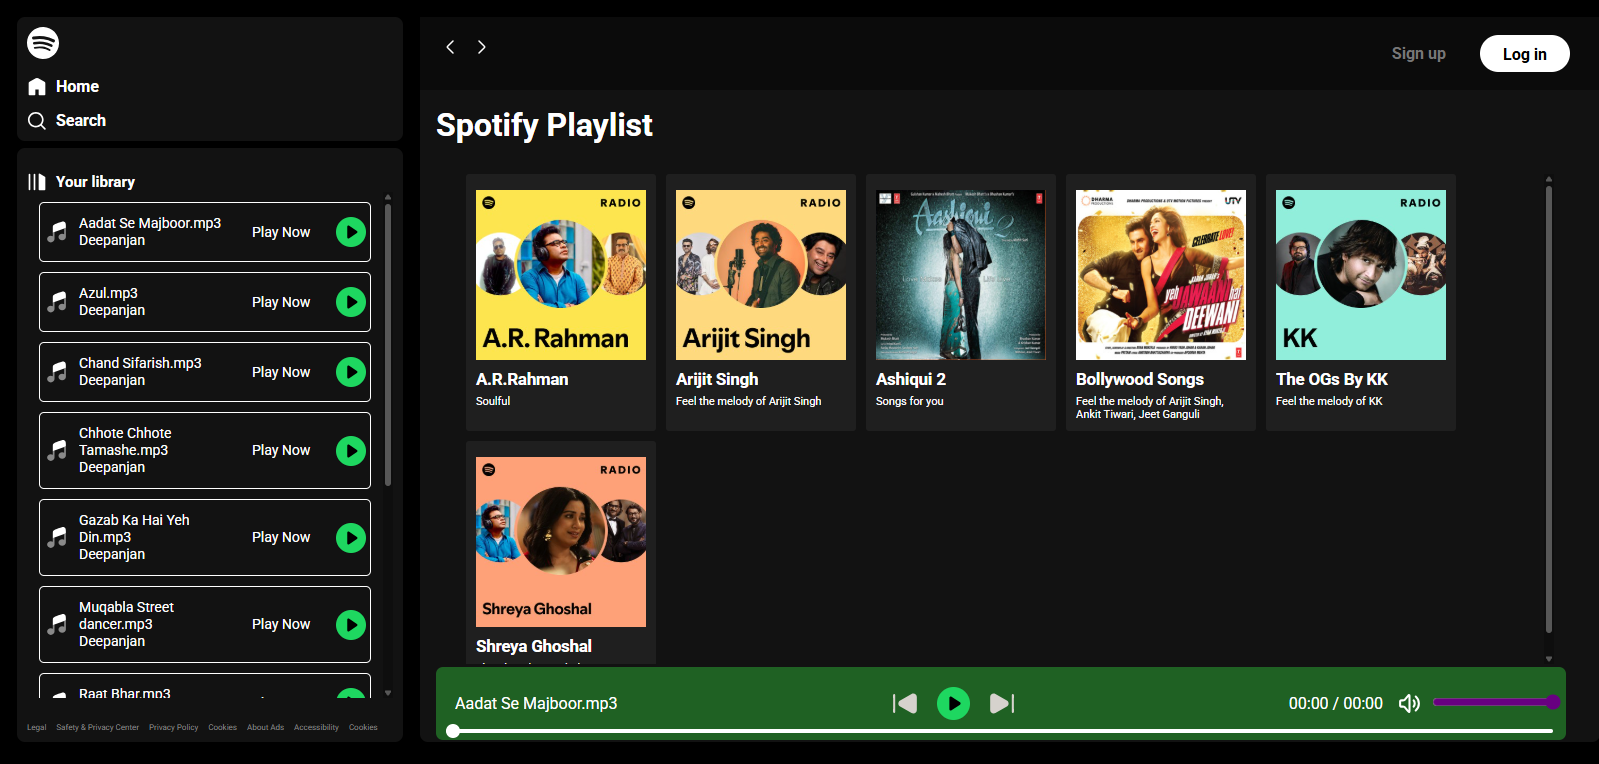 Home
Search
Your library
Aadat Se Majboor.mp3
Deepanjan
Play Now
Azul.mp3
Deepanjan
Play Now
Chand Sifarish.mp3
Deepanjan
Play Now
Chhote Chhote
Tamashe.mp3
Deepanjan
Play Now
Gazab Ka Hai Yeh
Din.mp3
Deepanjan
Play Now
Muqabla Street
dancer.mp3
Deepanjan
Play Now
Raat Bhar.mp3
Legal Safety & Privacy Center Privacy Policy Cookies About Ads Accessibility Cookies
Sign up
Log in
Spotify Playlist
RADIO
A.R. Rahman
A.R.Rahman
Soulful
RADIO
Arijit Singh
Arijit Singh
Feel the melody of Arijit Singh
Aashiqui 2
Ashiqui 2
Songs for you
DHARMA
PRODUCTIONS
UTV
CELEBRATE LOVE!
yeh JAWAANI hai
DEEWANI
Bollywood Songs
Feel the melody of Arijit Singh,
Ankit Tiwari, Jeet Ganguli
RADIO
KK
The OGs By KK
Feel the melody of KK
RADIO
Shreya Ghoshal
Shreya Ghoshal
Aadat Se Majboor.mp3
00:00 / 00:00